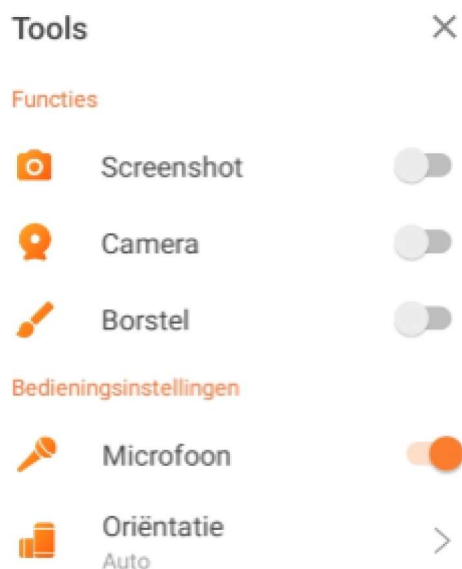 Tools
Functies
Screenshot
Camera
Borstel
Bedieningsinstellingen
Microfoon
Oriëntatie
Auto